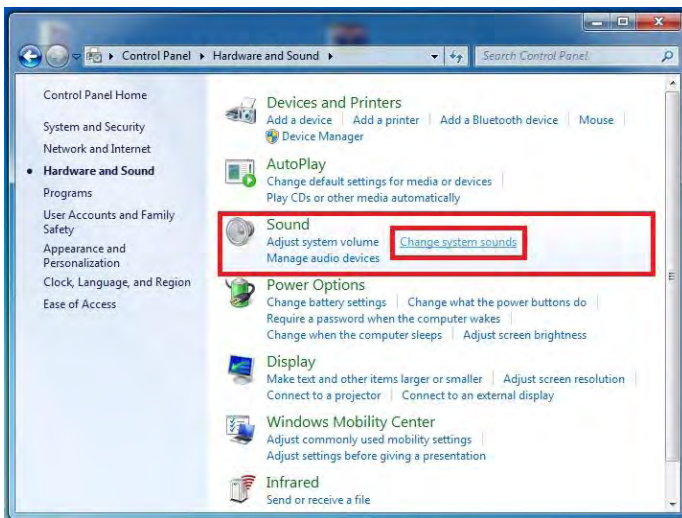 Control Panel Hardware and Sound Search Control Panel
Control Panel Home
System and Security
Network and Internet
Hardware and Sound
Programs
User Accounts and Family
Safety
Appearance and
Personalization
Clock, Language, and Region
Ease of Access
Devices and Printers
Add a device Add a printer Add a Bluetooth device Mouse
Device Manager
AutoPlay
Change default settings for media or devices
Play CDs or other media automatically
Sound
Adjust system volume Change system sounds
Manage audio devices
Power Options
Change battery settings Change what the power buttons do
Require a password when the computer wakes
Change when the computer sleeps Adjust screen brightness
Display
Make text and other items larger or smaller Adjust screen resolution
Connect to a projector Connect to an external display
Windows Mobility Center
Adjust commonly used mobility settings
Adjust settings before giving a presentation
Infrared
Send or receive a file